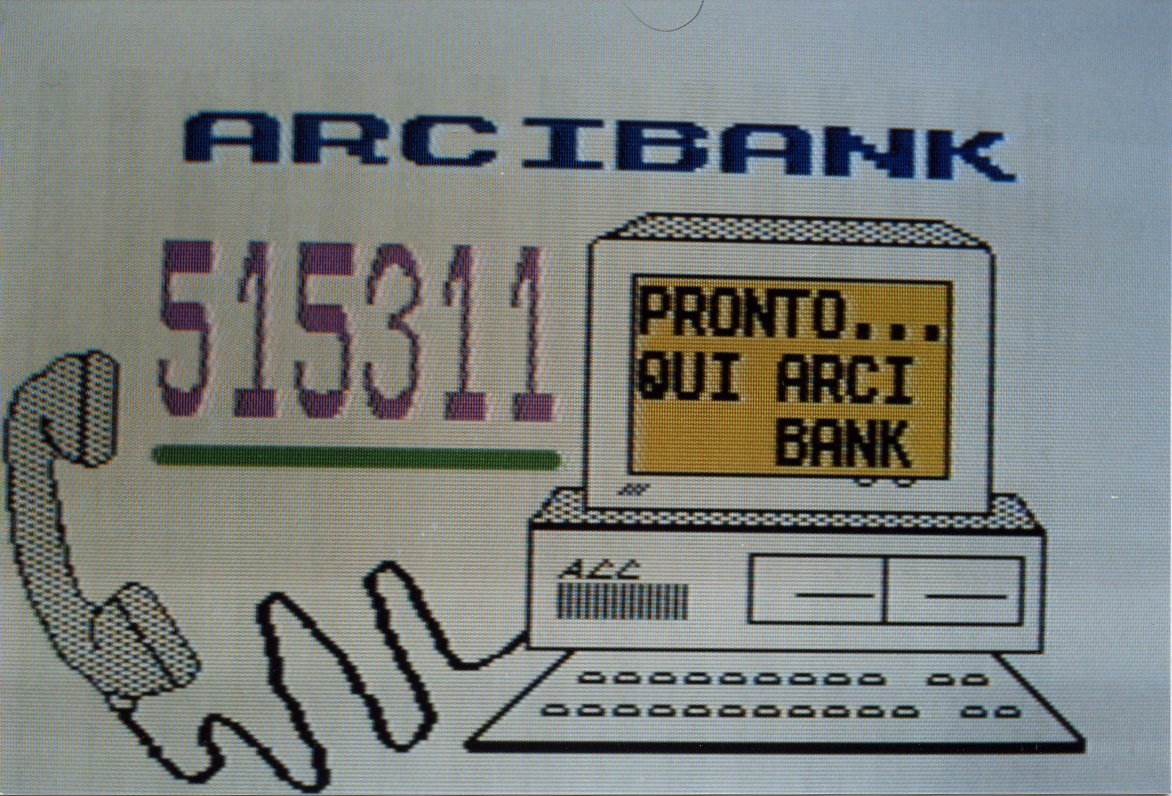 ARCIBANK
515311
PRONTO...
QUI ARCI
BANK
ACC